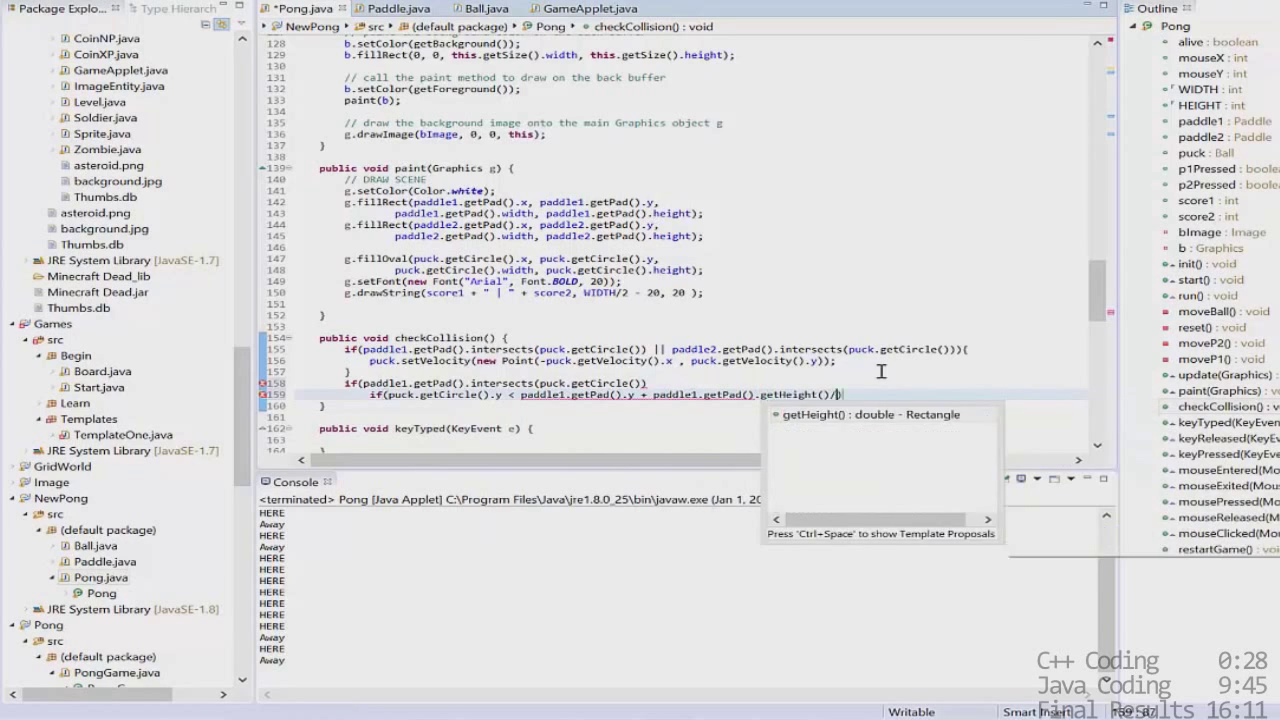 Package Explo...
Type Hierarch
CoinNP.java
CoinXP.java
GameApplet.java
ImageEntity.java
Level.java
Soldier.java
Sprite.java
Zombie.java
asteroid.png
background.jpg
Thumbs.db
asteroid.png
background.jpg
Thumbs.db
JRE System Library [JavaSE-1.7]
Minecraft Dead_lib
Minecraft Dead.jar
Thumbs.db
Games
src
Begin
Board.java
Start.java
Learn
Entities
TemplateOne.java
JRE System Library [JavaSE-1.7]
GridWorld
Image
NewPong
src
(default package)
Ball.java
Paddle.java
Pong.java
Pong
JRE System Library [JavaSE-1.8]
Pong
src
(default package)
PongGame.java
*Pong.java
Paddle.java
Ball.java
GameApplet.java
NewPong
src
(default package)
Pong
checkCollision() : void
128 b.setColor(getBackground());
129 b.fillRect(0, 0, this.getSize().width, this.getSize().height);
130
131 // call the paint method to draw on the back buffer
132 b.setColor(getForeground());
133 paint(b);
134
135 // draw the background image onto the main Graphics object g
136 g.drawImage(bImage, 0, 0, this);
137 }
138
139 public void paint(Graphics g) {
140 // DRAW SCENE
141 g.setColor(Color.white);
142 g.fillRect(paddle1.getPad().x, paddle1.getPad().y,
143 paddle1.getPad().width, paddle1.getPad().height);
144 g.fillRect(paddle2.getPad().x, paddle2.getPad().y,
145 paddle2.getPad().width, paddle2.getPad().height);
146
147 g.fillOval(puck.getCircle().x, puck.getCircle().y,
148 puck.getCircle().width, puck.getCircle().height);
149 g.setFont(new Font("Arial", Font.BOLD, 20));
150 g.drawString(score1 + " | " + score2, WIDTH/2 - 20, 20 );
151
152 }
153
154 public void checkCollision() {
155 if(paddle1.getPad().intersects(puck.getCircle()) || paddle2.getPad().intersects(puck.getCircle())){
156 puck.setVelocity(new Point(-puck.getVelocity().x , puck.getVelocity().y));
157 }
158 if(paddle1.getPad().intersects(puck.getCircle())
159 if(puck.getCircle().y < paddle1.getPad().y + paddle1.getPad().getHeight()/)
160 }
162 public void keyTyped(KeyEvent e) {
163
164 }
getHeight() : double - Rectangle
Press 'Ctrl+Space' to show Template Proposals
Console
<terminated> Pong [Java Applet] C:\Program Files\Java\jre1.8.0_25\bin\javaw.exe (Jan 1, 20
HERE
Away
HERE
Away
HERE
HERE
HERE
HERE
HERE
HERE
HERE
Away
HERE
Away
Outline
Pong
alive : boolean
mouseX : int
mouseY : int
WIDTH : int
HEIGHT : int
paddle1 : Paddle
paddle2 : Paddle
puck : Ball
p1Pressed : boolean
p2Pressed : boolean
score1 : int
score2 : int
bImage : Image
b : Graphics
init() : void
start() : void
run() : void
moveBall() : void
reset() : void
moveP2() : void
moveP1() : void
update(Graphics) :
paint(Graphics) : void
checkCollision() : void
keyTyped(KeyEven
keyReleased(KeyEve
keyPressed(KeyEve
mouseEntered(Mou
mouseExited(Mous
mousePressed(Mou
mouseReleased(Mou
mouseClicked(Mou
restartGame() : void
C++ Coding 0:28
Java Coding 9:45
Final Results 16:11
Writable
Smart Insert